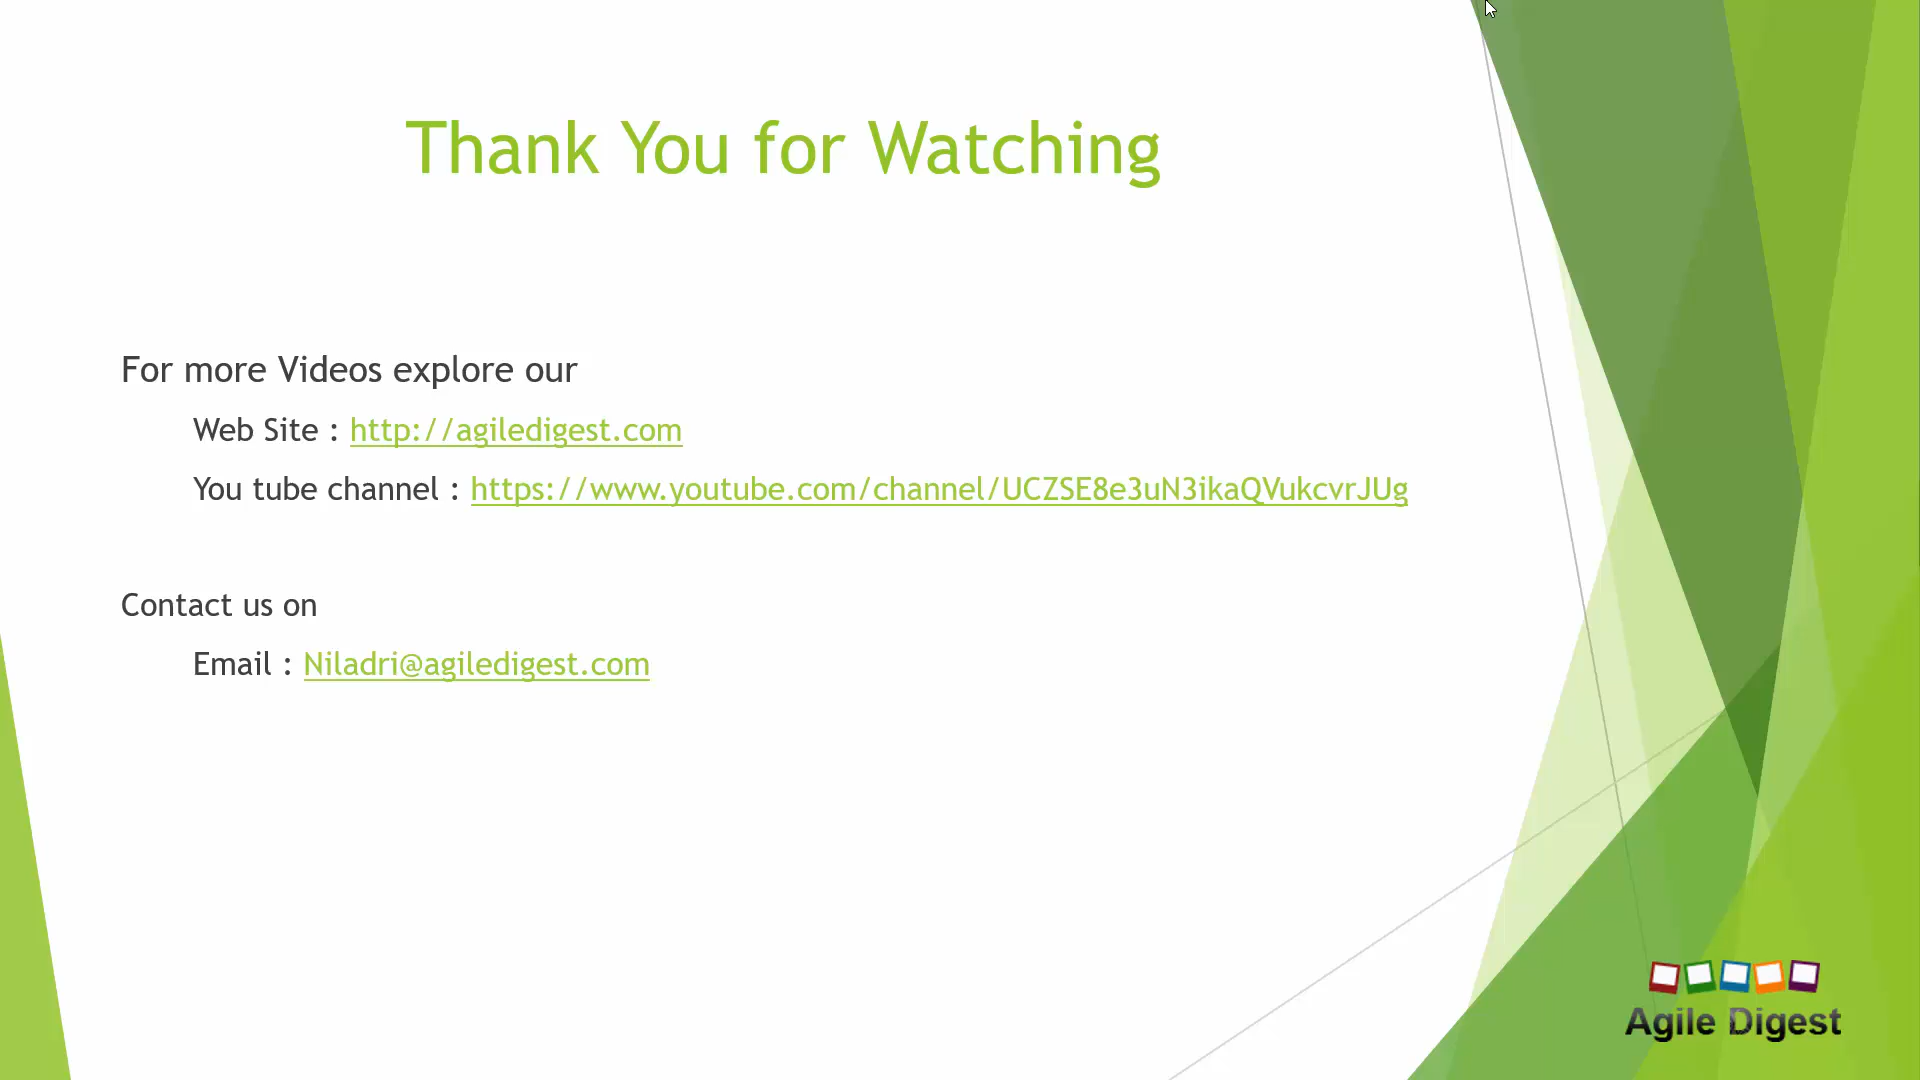 Thank You for Watching
For more Videos explore our
Web Site : http://agiledigest.com
You tube channel : https://www.youtube.com/channel/UCZSE8e3uN3ikaQVukcvrJUg
Contact us on
Email : Niladri@agiledigest.com
Agile Digest